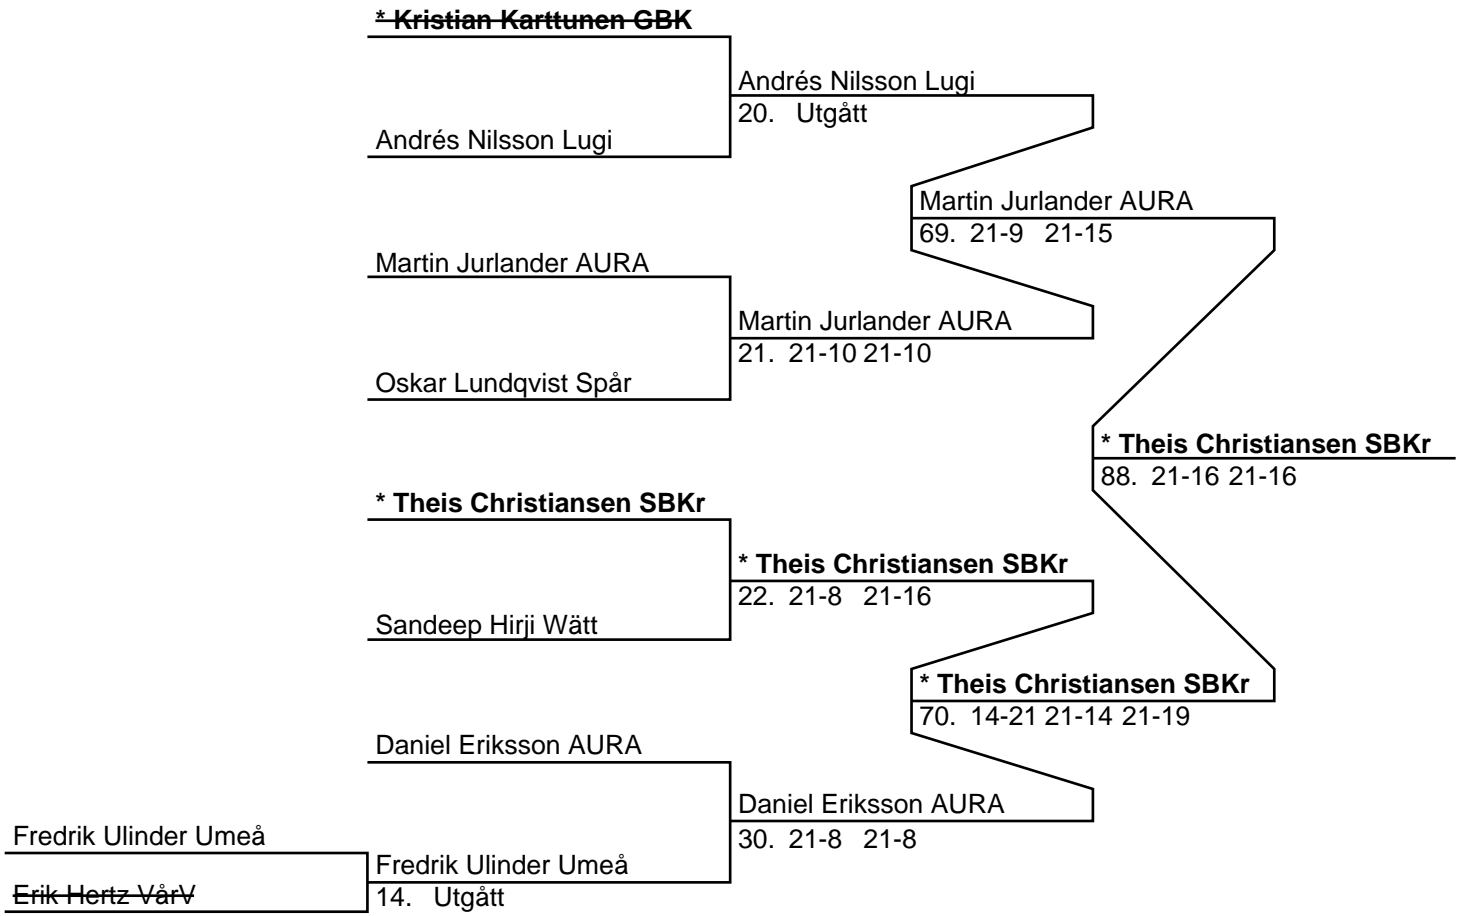 * Kristian Karttunen GBK
Andrés Nilsson Lugi
20. Utgått
Andrés Nilsson Lugi
Martin Jurlander AURA
69. 21-9 21-15
Martin Jurlander AURA
Martin Jurlander AURA
21. 21-10 21-10
Oskar Lundqvist Spår
* Theis Christiansen SBKr
88. 21-16 21-16
* Theis Christiansen SBKr
* Theis Christiansen SBKr
22. 21-8 21-16
Sandeep Hirji Wätt
* Theis Christiansen SBKr
70. 14-21 21-14 21-19
Daniel Eriksson AURA
Daniel Eriksson AURA
30. 21-8 21-8
Fredrik Ulinder Umeå
Fredrik Ulinder Umeå
14. Utgått
Erik Hertz VårV